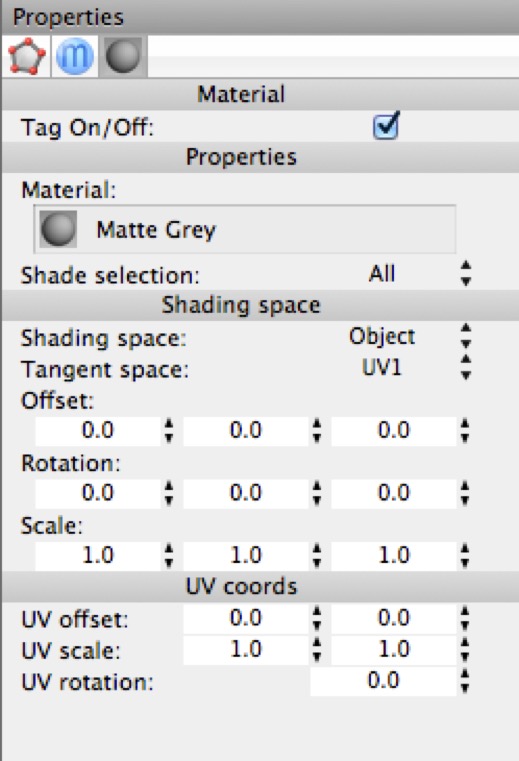 Properties
m
Material
Tag On/Off:
Properties
Material:
Matte Grey
Shade selection: All
Shading space
Shading space: Object
Tangent space: UV1
Offset:
0.0 0.0 0.0
Rotation:
0.0 0.0 0.0
Scale:
1.0 1.0 1.0
UV coords
UV offset: 0.0 0.0
UV scale: 1.0 1.0
UV rotation: 0.0